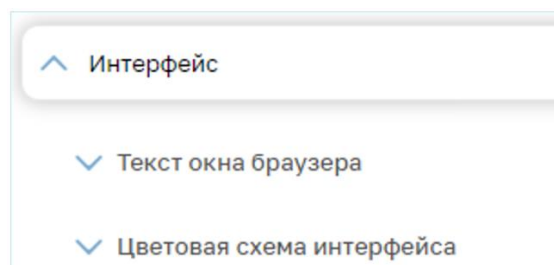 Интерфейс
Текст окна браузера
Цветовая схема интерфейса